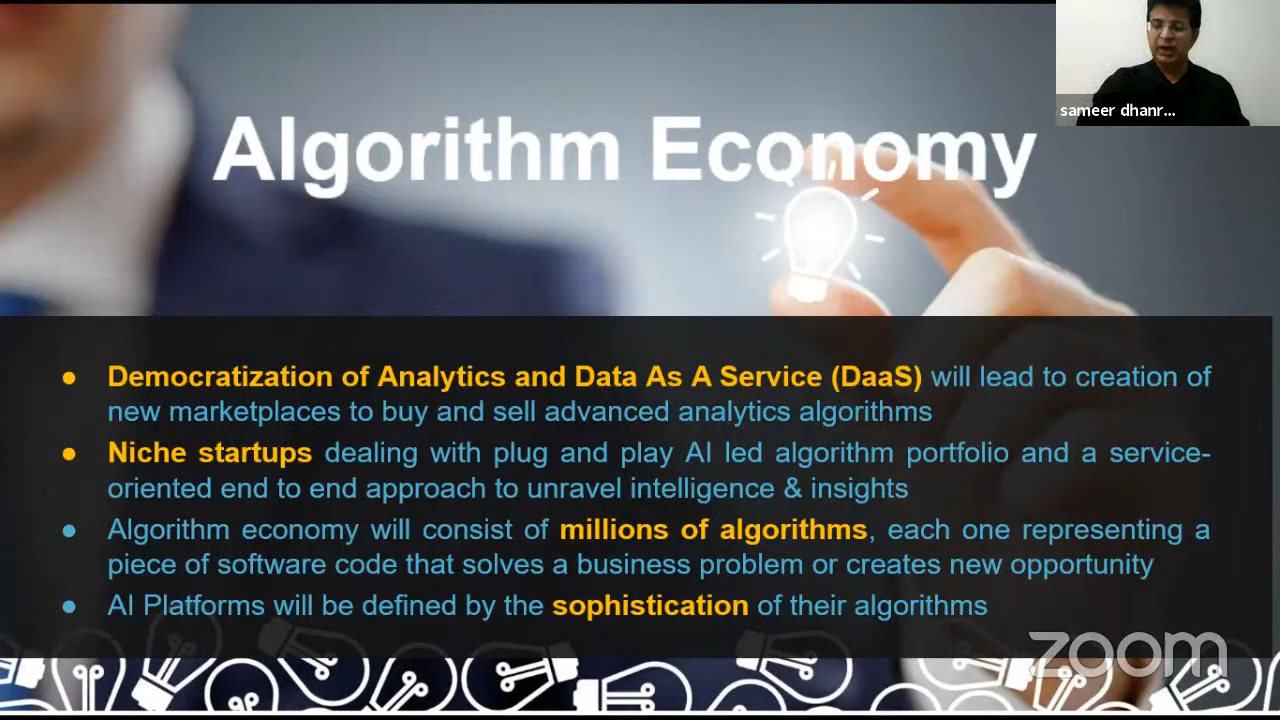 sameer dhanr...
Algorithm Economy
● Democratization of Analytics and Data As A Service (DaaS) will lead to creation of
new marketplaces to buy and sell advanced analytics algorithms
● Niche startups dealing with plug and play AI led algorithm portfolio and a service-
oriented end to end approach to unravel intelligence & insights
● Algorithm economy will consist of millions of algorithms, each one representing a
piece of software code that solves a business problem or creates new opportunity
● AI Platforms will be defined by the sophistication of their algorithms
zoom